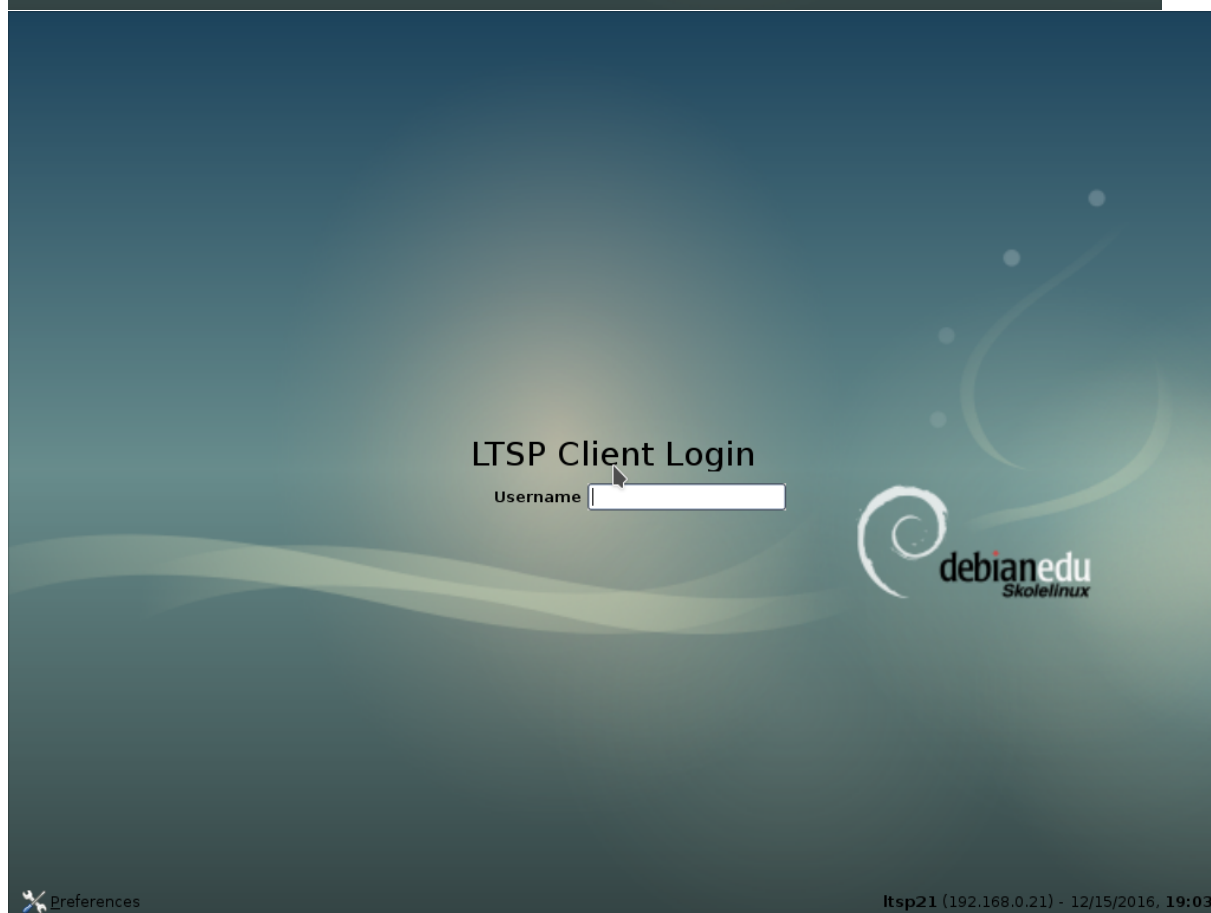 LTSP Client Login
Username
debianedu
Skolelinux
Preferences
ltsp21 (192.168.0.21) - 12/15/2016, 19:03